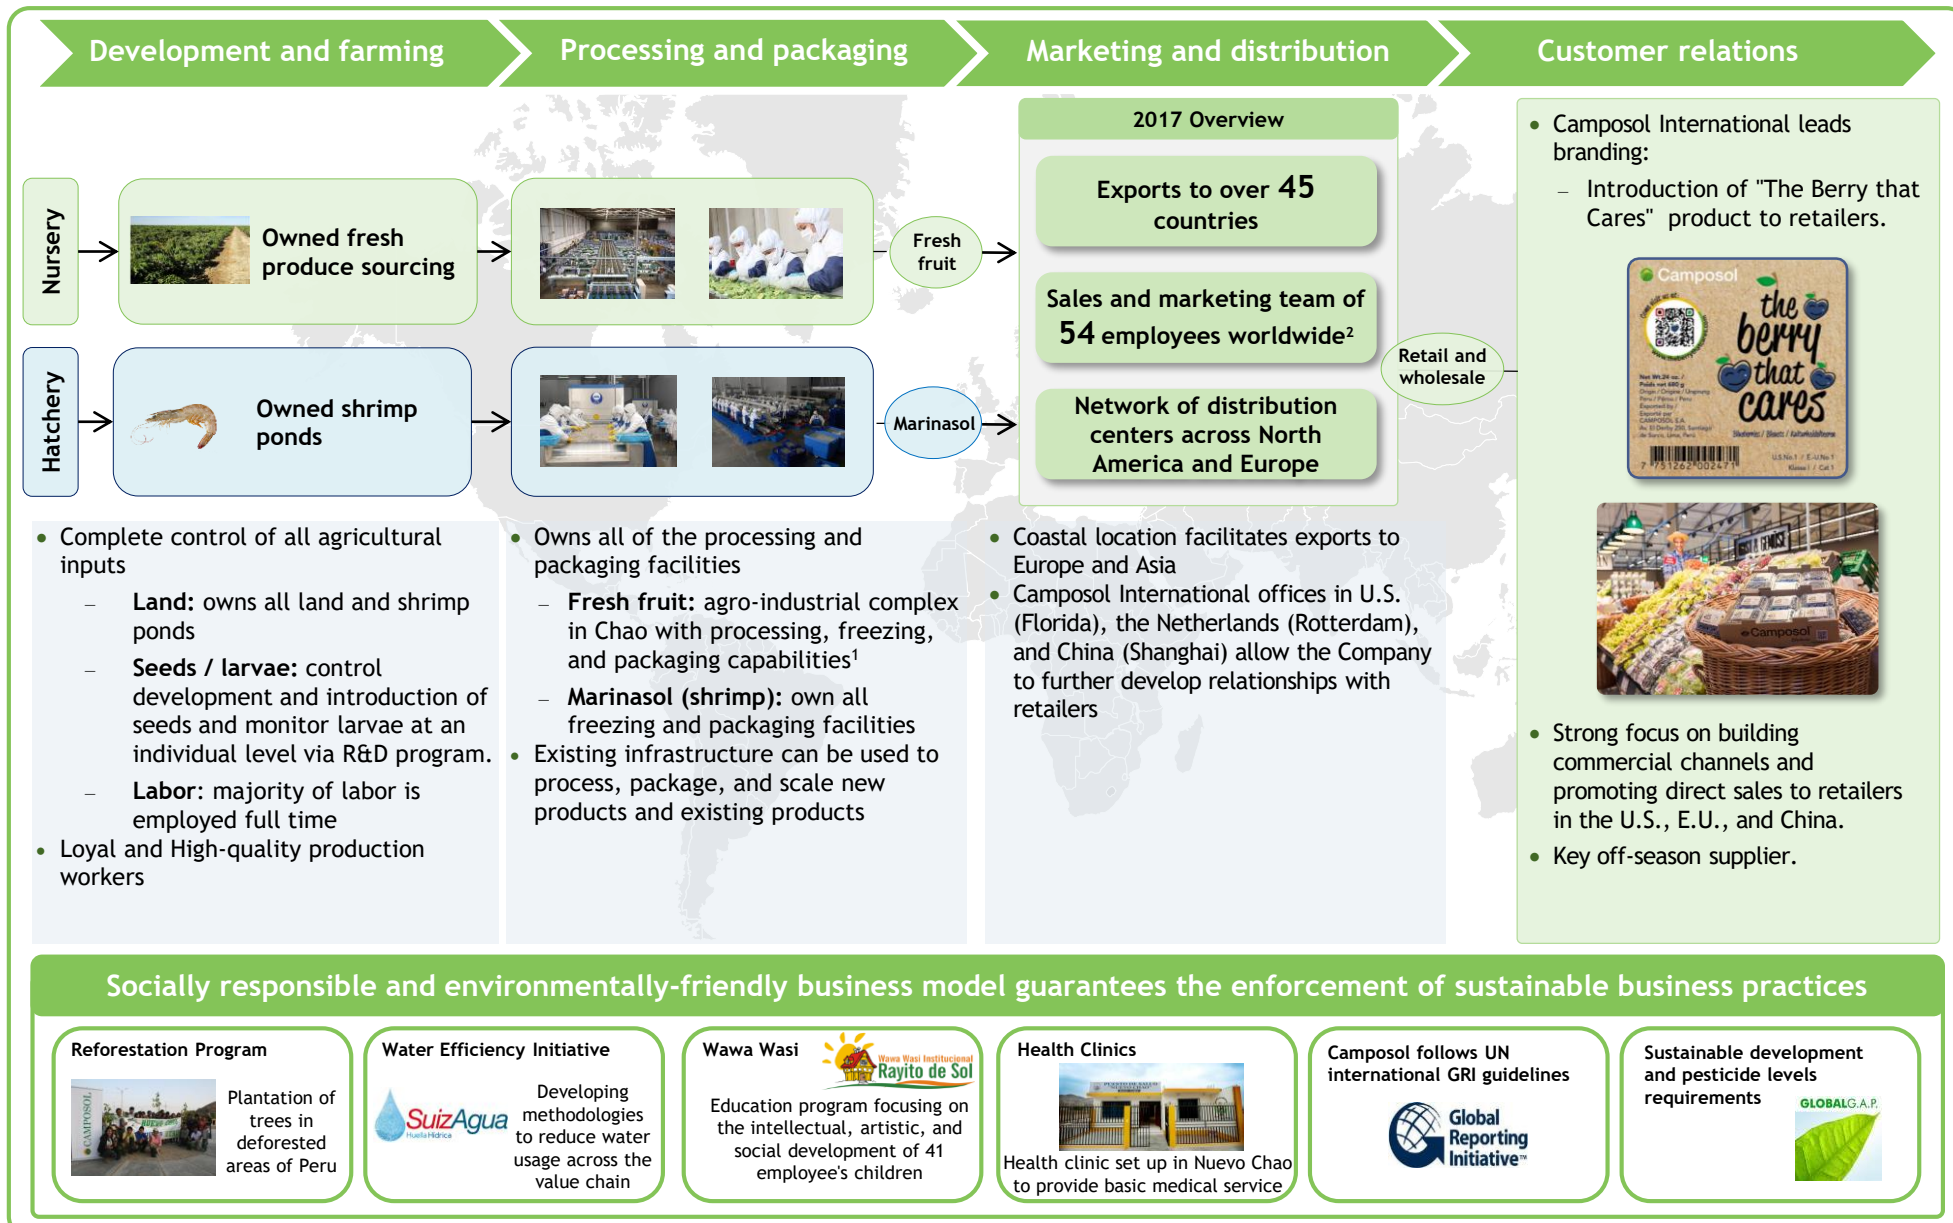 Development and farming
Processing and packaging
Marketing and distribution
Customer relations
Nursery
Owned fresh
produce sourcing
Fresh
fruit
Hatchery
Owned shrimp
ponds
Marinasol
2017 Overview
Exports to over 45
countries
Sales and marketing team of
54 employees worldwide²
Network of distribution
centers across North
America and Europe
Retail and
wholesale
• Complete control of all agricultural
inputs
– Land: owns all land and shrimp
ponds
– Seeds / larvae: control
development and introduction of
seeds and monitor larvae at an
individual level via R&D program.
– Labor: majority of labor is
employed full time
• Loyal and High-quality production
workers
• Owns all of the processing and
packaging facilities
– Fresh fruit: agro-industrial complex
in Chao with processing, freezing,
and packaging capabilities¹
– Marinasol (shrimp): own all
freezing and packaging facilities
• Existing infrastructure can be used to
process, package, and scale new
products and existing products
• Coastal location facilitates exports to
Europe and Asia
• Camposol International offices in U.S.
(Florida), the Netherlands (Rotterdam),
and China (Shanghai) allow the Company
to further develop relationships with
retailers
• Camposol International leads
branding:
– Introduction of "The Berry that
Cares" product to retailers.
Camposol
the
berry
that
cares
7 751262 002471
Camposol
• Strong focus on building
commercial channels and
promoting direct sales to retailers
in the U.S., E.U., and China.
• Key off-season supplier.
Socially responsible and environmentally-friendly business model guarantees the enforcement of sustainable business practices
Reforestation Program
CAMPOSOL
Plantation of
trees in
deforested
areas of Peru
Water Efficiency Initiative
SuizAgua
Huella Hídrica
Developing
methodologies
to reduce water
usage across the
value chain
Wawa Wasi
Wawa Wasi Institucional
Rayito de Sol
Education program focusing on
the intellectual, artistic, and
social development of 41
employee's children
Health Clinics
Health clinic set up in Nuevo Chao
to provide basic medical service
Camposol follows UN
international GRI guidelines
Global
Reporting
Initiative™
Sustainable development
and pesticide levels
requirements
GLOBALG.A.P.